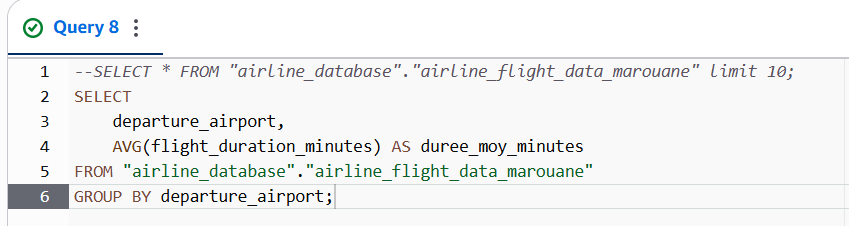 Query 8
1 --SELECT * FROM "airline_database"."airline_flight_data_marouane" limit 10;
2 SELECT
3 departure_airport,
4 AVG(flight_duration_minutes) AS duree_moy_minutes
5 FROM "airline_database"."airline_flight_data_marouane"
6 GROUP BY departure_airport;